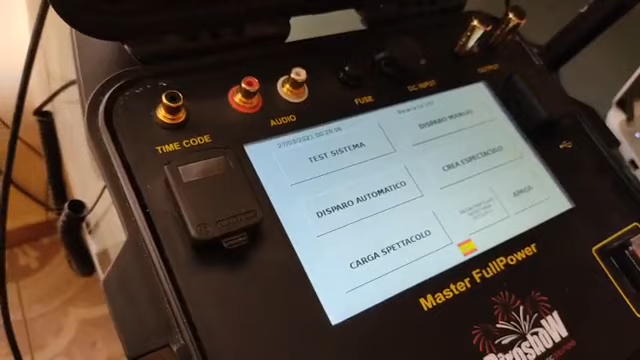 TIME CODE
AUDIO
FUSE
DC INPUT
OUTPUT
TEST SISTEMA
DISPARO MANUAL
DISPARO AUTOMATICO
CREA ESPECTACULO
CARGA SPETTACOLO
Master FullPower